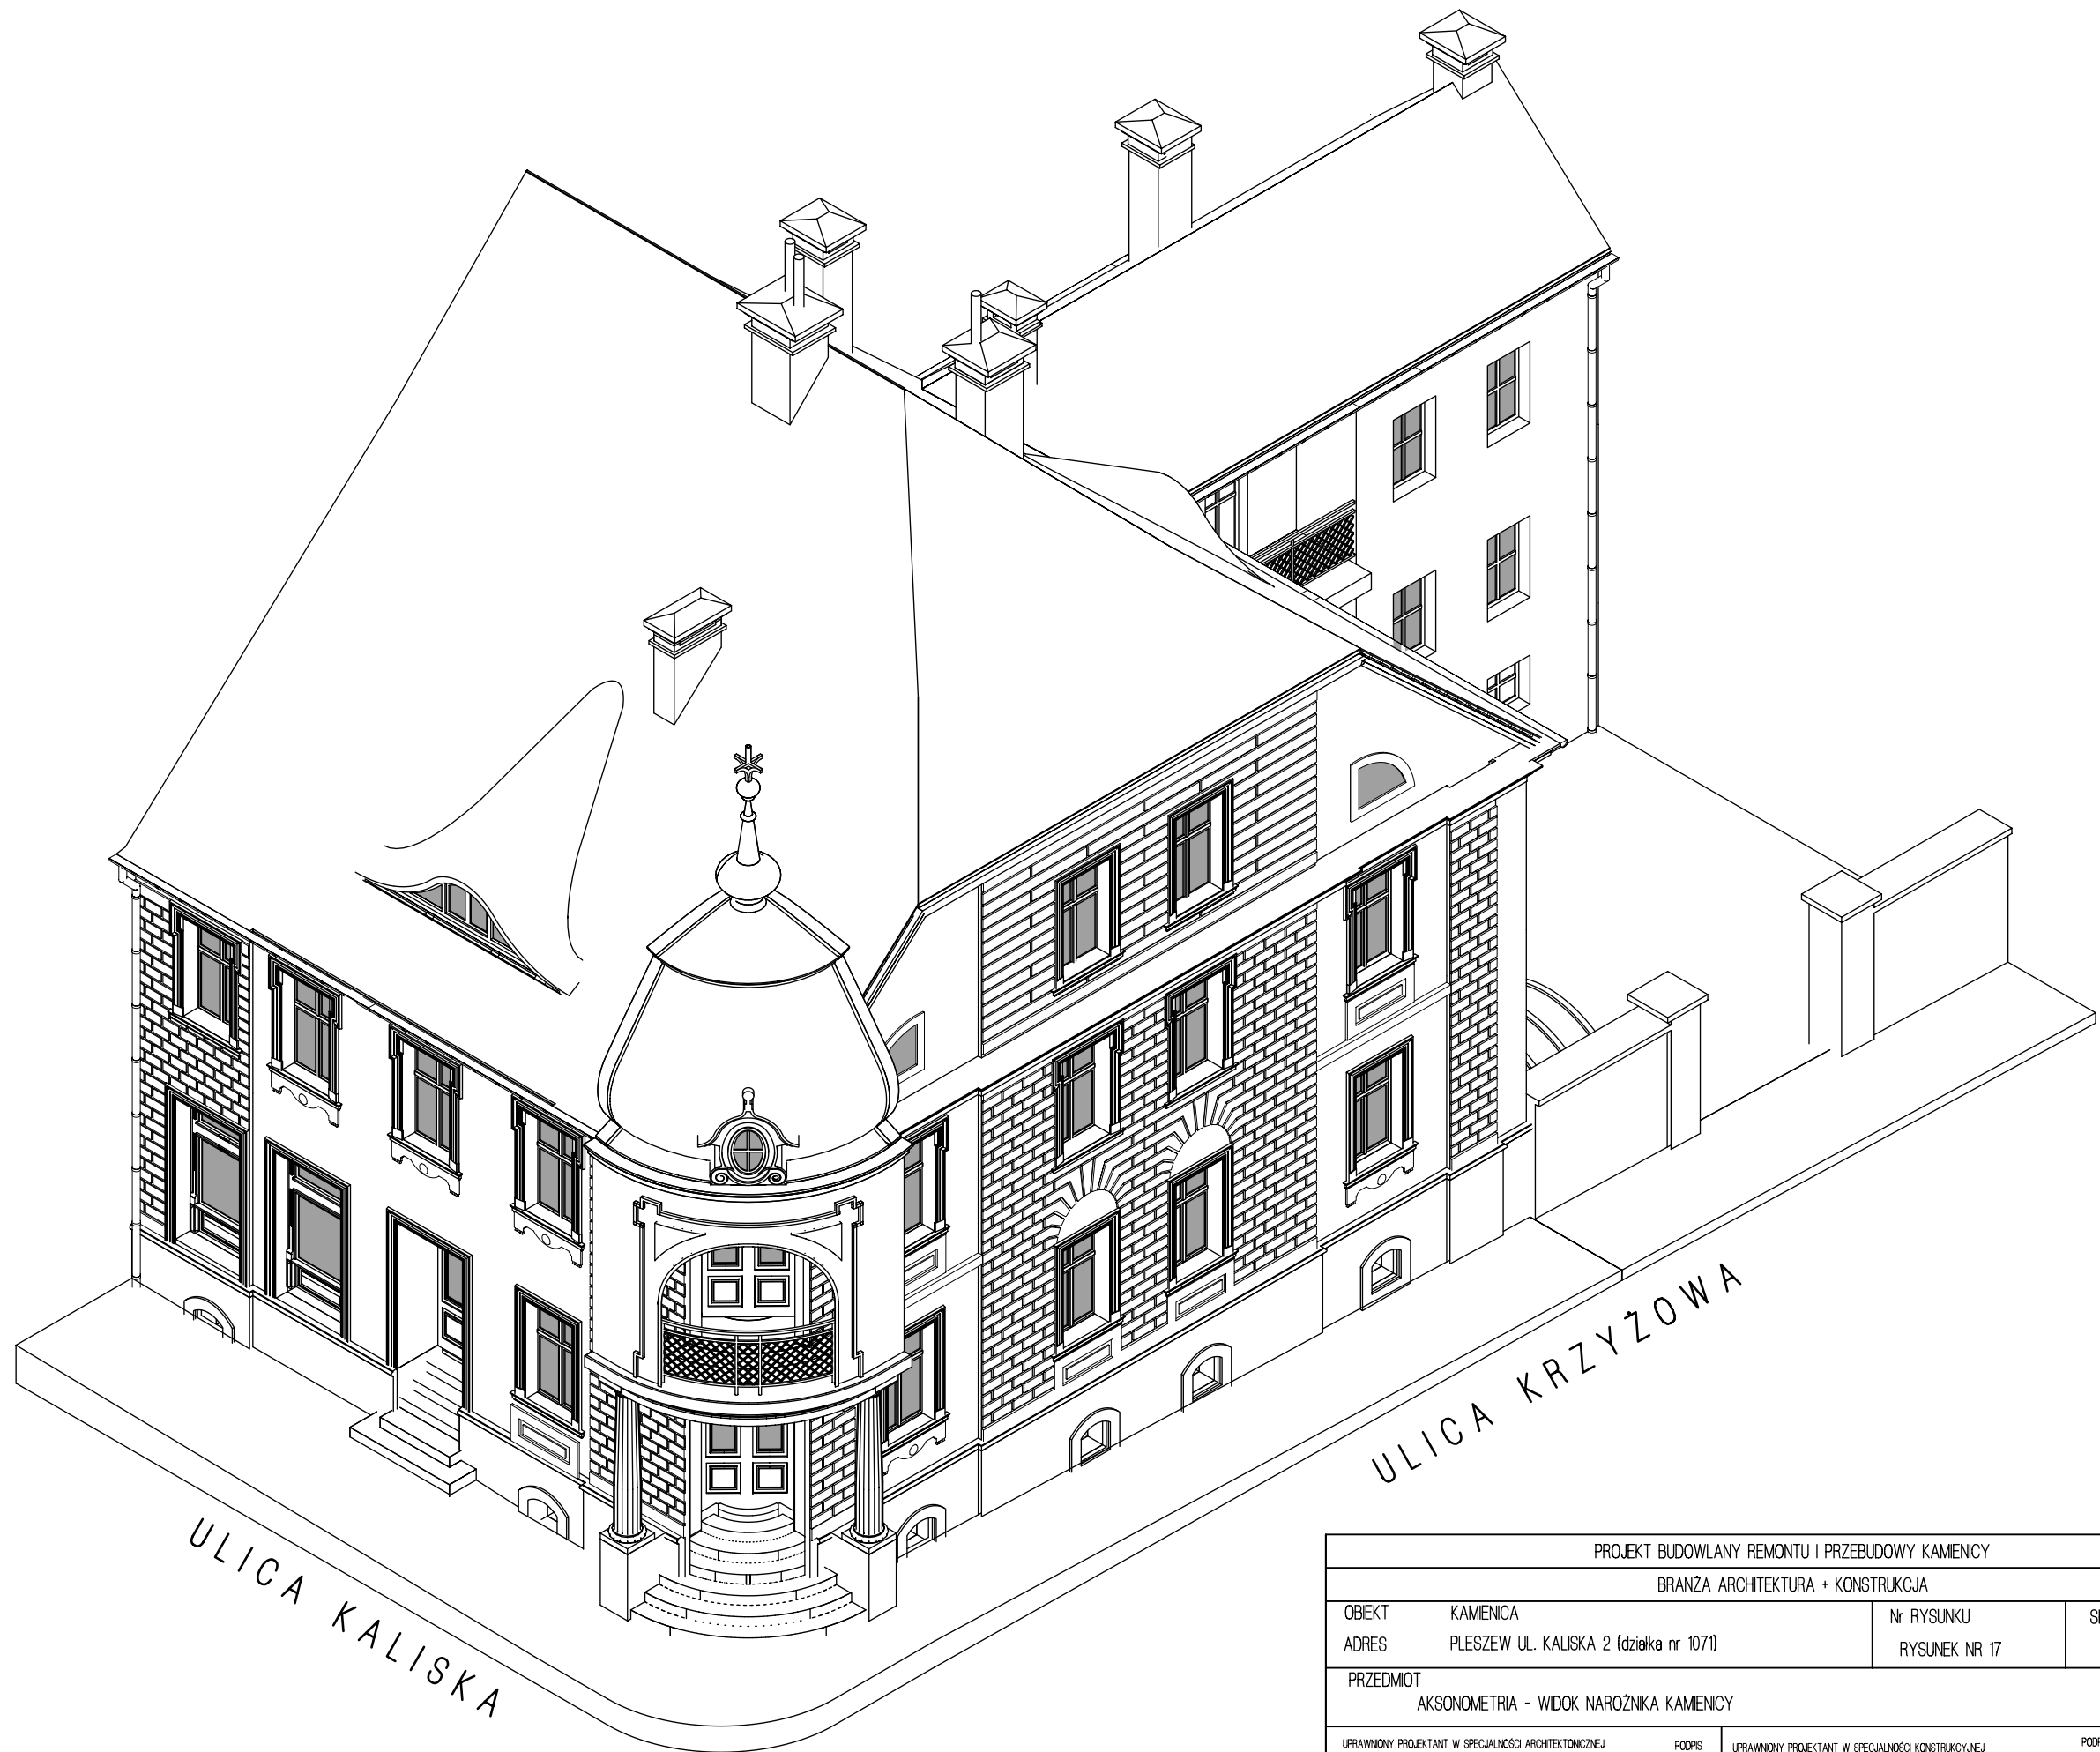 ULICA KALISKA
ULICA KRZYŻOWA
PROJEKT BUDOWLANY REMONTU I PRZEBUDOWY KAMIENICY
BRANŻA ARCHITEKTURA + KONSTRUKCJA
OBIEKT KAMIENICA Nr RYSUNKU
ADRES PLESZEW UL. KALISKA 2 (działka nr 1071) RYSUNEK NR 17
PRZEDMIOT
AKSONOMETRIA - WIDOK NAROŻNIKA KAMIENICY
UPRAWNIONY PROJEKTANT W SPECJALNOŚCI ARCHITEKTONICZNEJ PODPIS UPRAWNIONY PROJEKTANT W SPECJALNOŚCI KONSTRUKCYJNEJ